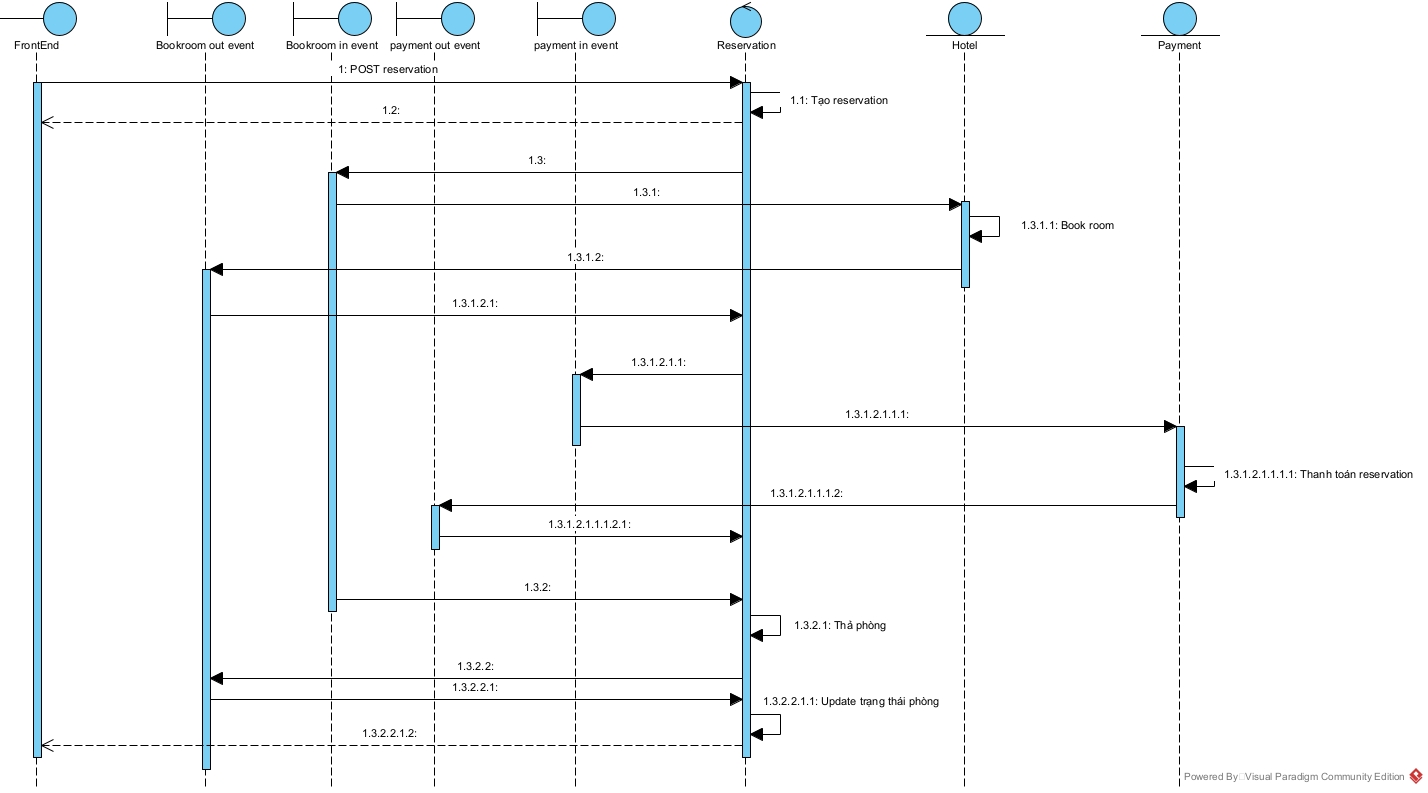 FrontEnd
Bookroom out event
Bookroom in event
payment out event
payment in event
Reservation
Hotel
Payment
1: POST reservation
1.1: Tạo reservation
1.2:
1.3:
1.3.1:
1.3.1.1: Book room
1.3.1.2:
1.3.1.2.1:
1.3.1.2.1.1:
1.3.1.2.1.1.1:
1.3.1.2.1.1.1.1: Thanh toán reservation
1.3.1.2.1.1.1.2:
1.3.1.2.1.1.1.2.1:
1.3.2:
1.3.2.1: Thả phòng
1.3.2.2:
1.3.2.2.1:
1.3.2.2.1.1: Update trạng thái phòng
1.3.2.2.1.2:
Powered By Visual Paradigm Community Edition